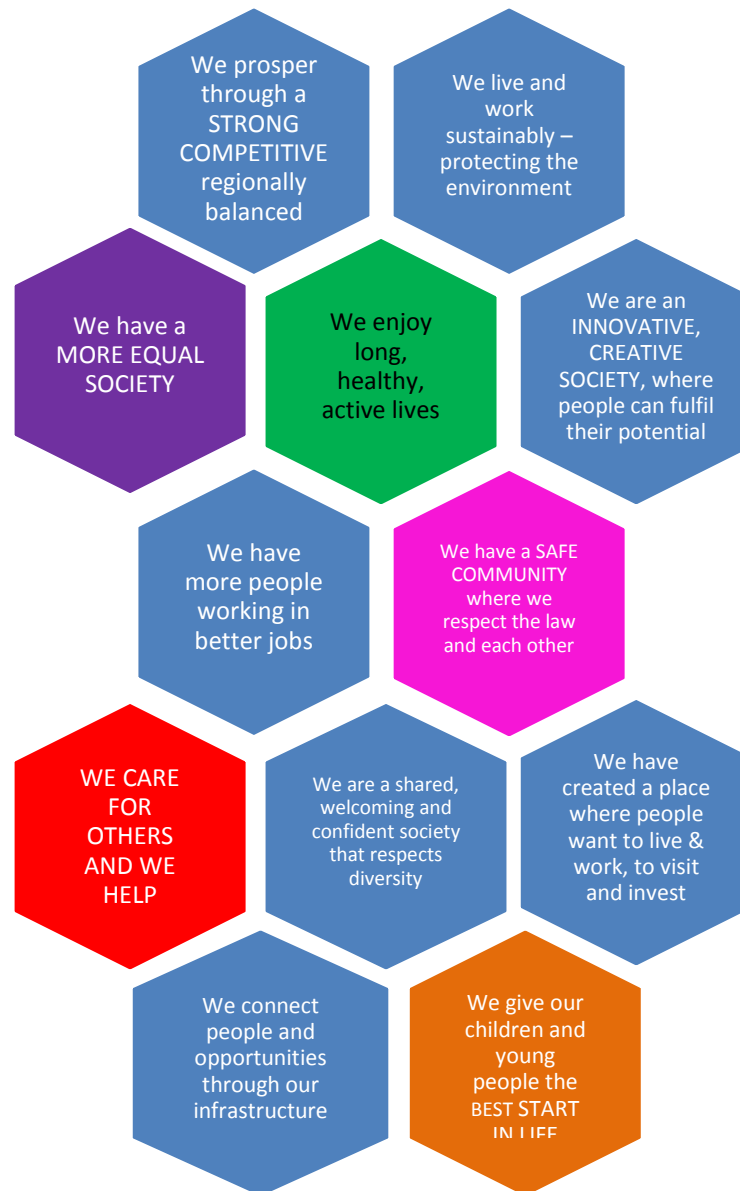 We prosper
through a
STRONG
COMPETITIVE
regionally
balanced
We live and
work
sustainably –
protecting the
environment
We have a
MORE EQUAL
SOCIETY
We enjoy
long,
healthy,
active lives
We are an
INNOVATIVE,
CREATIVE
SOCIETY, where
people can fulfil
their potential
We have
more people
working in
better jobs
We have a SAFE
COMMUNITY
where we
respect the law
and each other
WE CARE
FOR
OTHERS
AND WE
HELP
We are a shared,
welcoming and
confident society
that respects
diversity
We have
created a place
where people
want to live &
work, to visit
and invest
We connect
people and
opportunities
through our
infrastructure
We give our
children and
young
people the
BEST START
IN LIFE